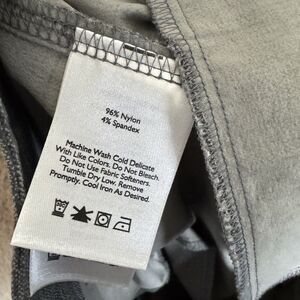 96% Nylon
4% Spandex
Machine Wash Cold Delicate
With Like Colors. Do Not Bleach.
Do Not Use Fabric Softeners.
Tumble Dry Low. Remove
Promptly. Cool Iron As Desired.